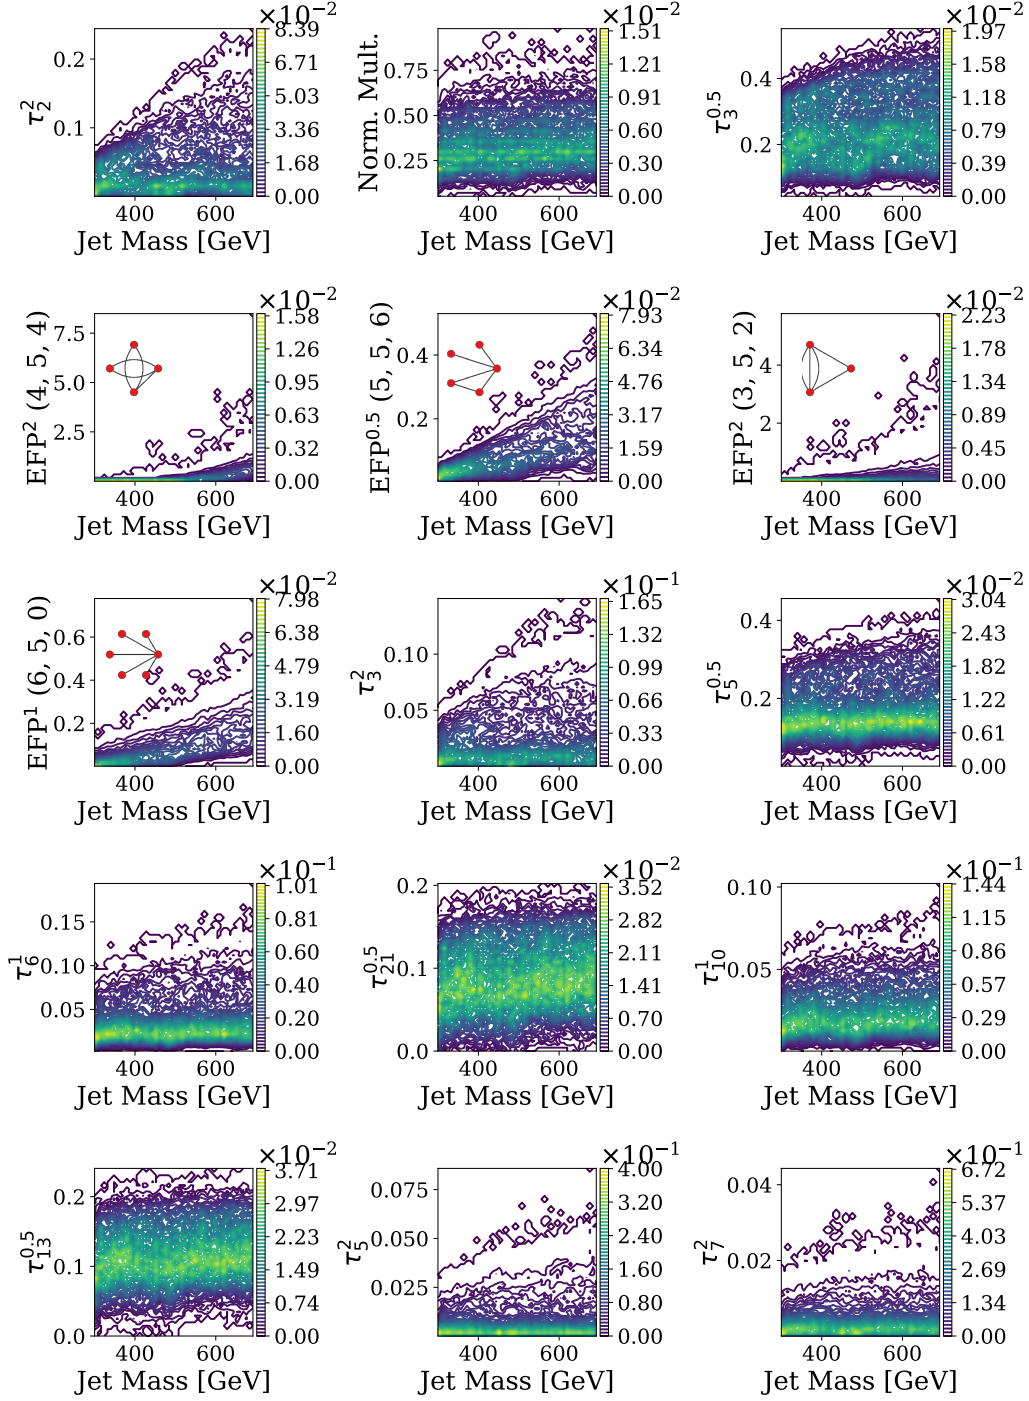 ×10⁻² ×10⁻² ×10⁻²
τ₂² 0.2 0.1 8.39 6.71 5.03 3.36 1.68 0.00
Norm. Mult. 0.75 0.50 0.25 1.51 1.21 0.91 0.60 0.30 0.00
τ₃^0.5 0.4 0.2 1.97 1.58 1.18 0.79 0.39 0.00
400 600 400 600 400 600
Jet Mass [GeV] Jet Mass [GeV] Jet Mass [GeV]
×10⁻² ×10⁻² ×10⁻²
EFP² (4, 5, 4) 7.5 5.0 2.5 1.58 1.26 0.95 0.63 0.32 0.00
EFP^0.5 (5, 5, 6) 0.4 0.2 7.93 6.34 4.76 3.17 1.59 0.00
EFP² (3, 5, 2) 4 2 2.23 1.78 1.34 0.89 0.45 0.00
400 600 400 600 400 600
Jet Mass [GeV] Jet Mass [GeV] Jet Mass [GeV]
×10⁻² ×10⁻¹ ×10⁻²
EFP¹ (6, 5, 0) 0.6 0.4 0.2 7.98 6.38 4.79 3.19 1.60 0.00
τ₃² 0.10 0.05 1.65 1.32 0.99 0.66 0.33 0.00
τ₅^0.5 0.4 0.2 3.04 2.43 1.82 1.22 0.61 0.00
400 600 400 600 400 600
Jet Mass [GeV] Jet Mass [GeV] Jet Mass [GeV]
×10⁻¹ ×10⁻² ×10⁻¹
τ₆¹ 0.15 0.10 0.05 1.01 0.80 0.60 0.40 0.20 0.00
τ₂₁^0.5 0.2 0.1 0.0 3.52 2.82 2.11 1.41 0.70 0.00
τ₁₀¹ 0.10 0.05 1.44 1.15 0.86 0.57 0.29 0.00
400 600 400 600 400 600
Jet Mass [GeV] Jet Mass [GeV] Jet Mass [GeV]
×10⁻² ×10⁻¹ ×10⁻¹
τ₁₃^0.5 0.2 0.1 0.0 3.71 2.97 2.23 1.49 0.74 0.00
τ₅² 0.075 0.050 0.025 4.00 3.20 2.40 1.60 0.80 0.00
τ₇² 0.04 0.02 6.72 5.37 4.03 2.69 1.34 0.00
400 600 400 600 400 600
Jet Mass [GeV] Jet Mass [GeV] Jet Mass [GeV]